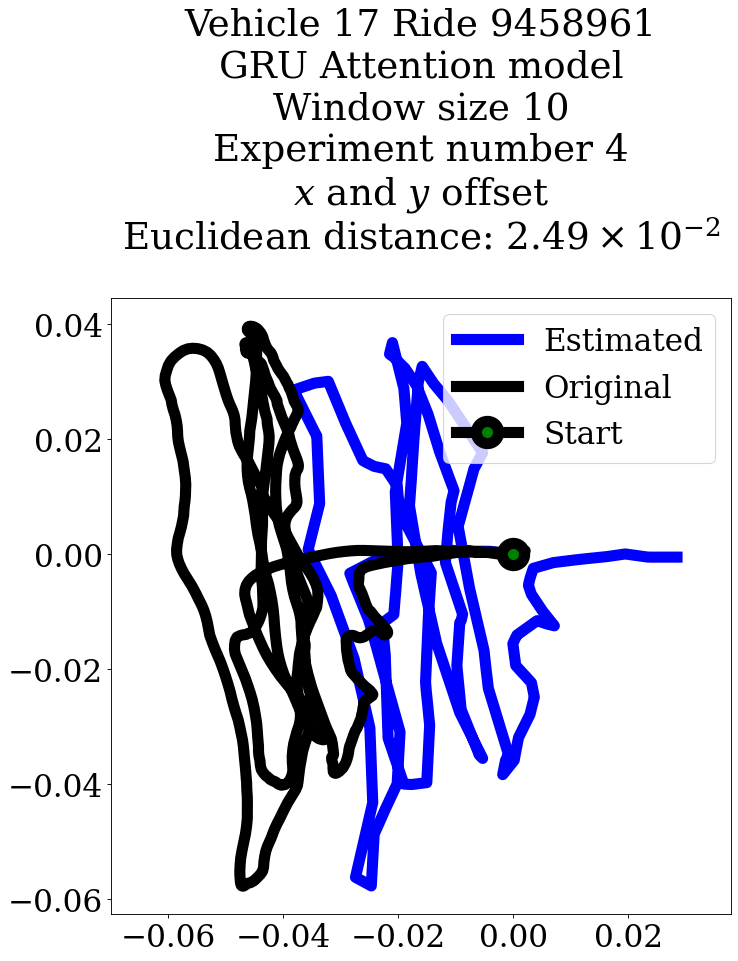 Vehicle 17 Ride 9458961
GRU Attention model
Window size 10
Experiment number 4
x and y offset
Euclidean distance: 2.49 × 10⁻²
Estimated
Original
Start
0.04
0.02
0.00
−0.02
−0.04
−0.06
−0.06 −0.04 −0.02 0.00 0.02